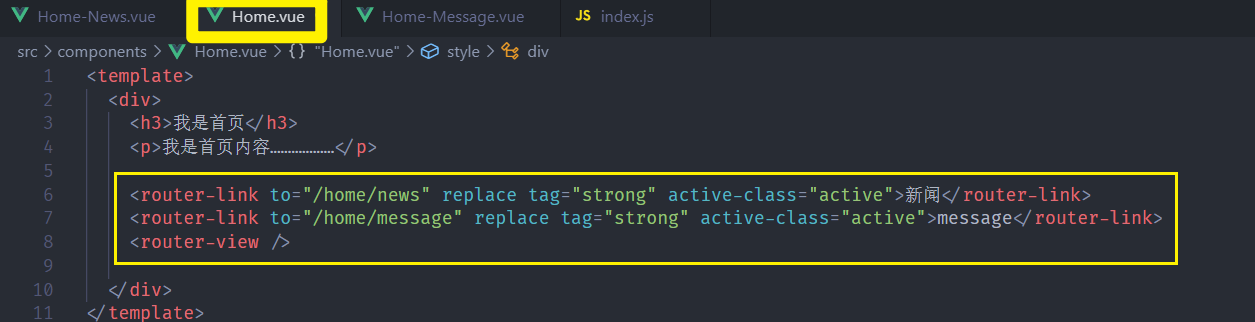 Home-News.vue Home.vue Home-Message.vue JS index.js
src > components > Home.vue > {} "Home.vue" > style > div
1 <template>
2 <div>
3 <h3>我是首页</h3>
4 <p>我是首页内容………………</p>
5
6 <router-link to="/home/news" replace tag="strong" active-class="active">新闻</router-link>
7 <router-link to="/home/message" replace tag="strong" active-class="active">message</router-link>
8 <router-view />
9
10 </div>
11 </template>